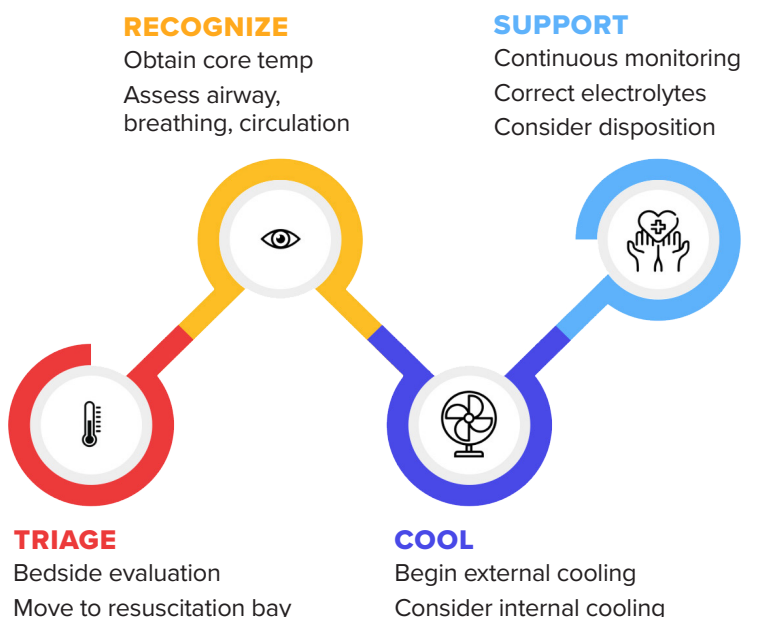 RECOGNIZE
Obtain core temp
Assess airway,
breathing, circulation
SUPPORT
Continuous monitoring
Correct electrolytes
Consider disposition
TRIAGE
Bedside evaluation
Move to resuscitation bay
COOL
Begin external cooling
Consider internal cooling